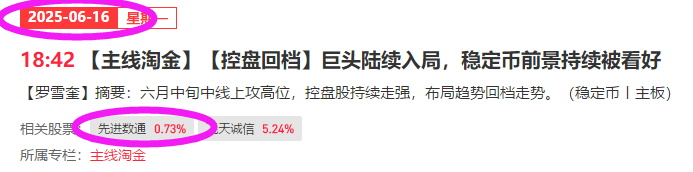 2025-06-16 星期一
18:42 【主线淘金】【控盘回档】巨头陆续入局，稳定币前景持续被看好
【罗雪奎】摘要：六月中旬中线上攻高位，控盘股持续走强，布局趋势回档走势。（稳定币丨主板）
相关股票 先进数通 0.73% 天诚信 5.24%
所属专栏：主线淘金